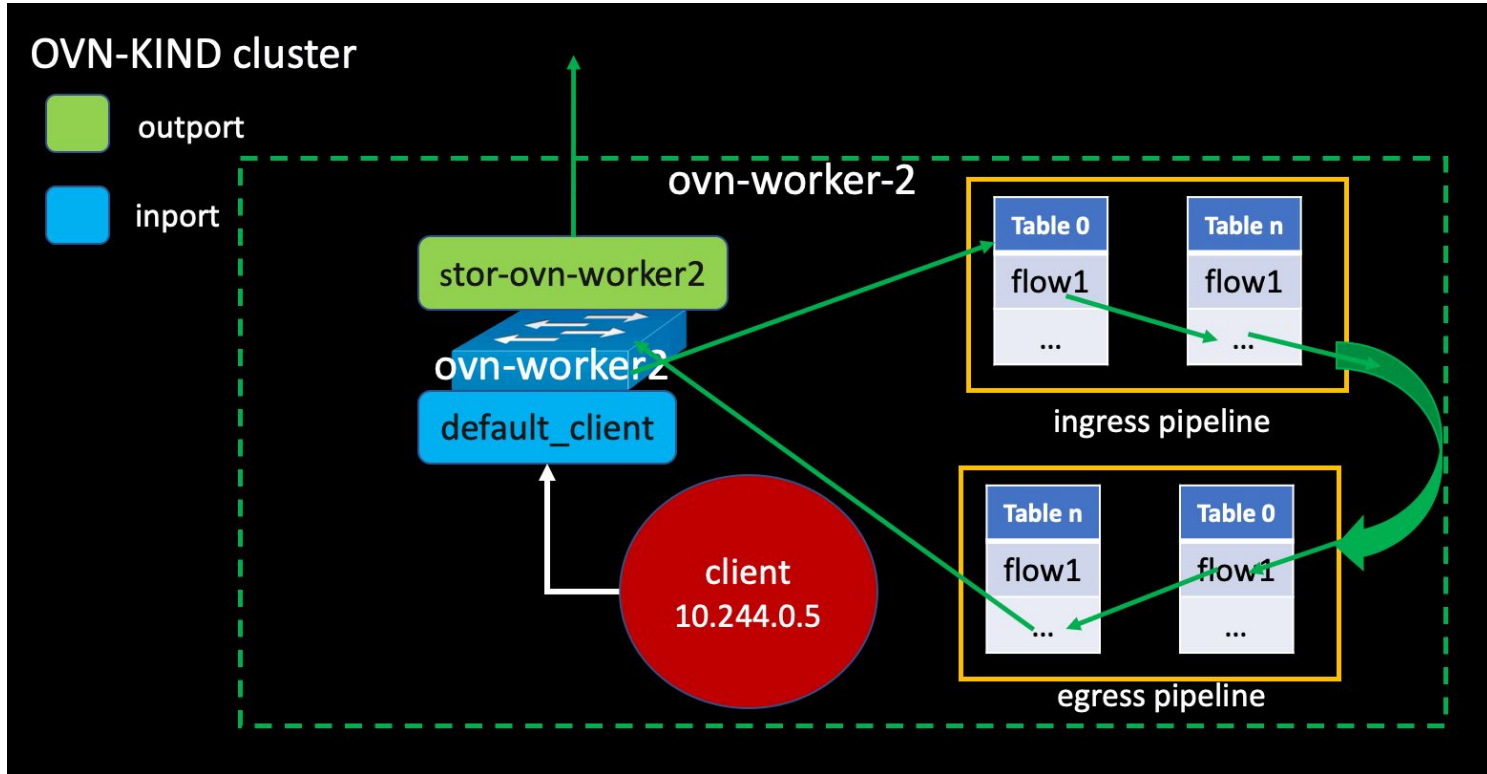 OVN-KIND cluster
outport
inport
ovn-worker-2
stor-ovn-worker2
ovn-worker2
default_client
client
10.244.0.5
Table 0
flow1
...
Table n
flow1
...
ingress pipeline
Table n
flow1
...
Table 0
flow1
...
egress pipeline